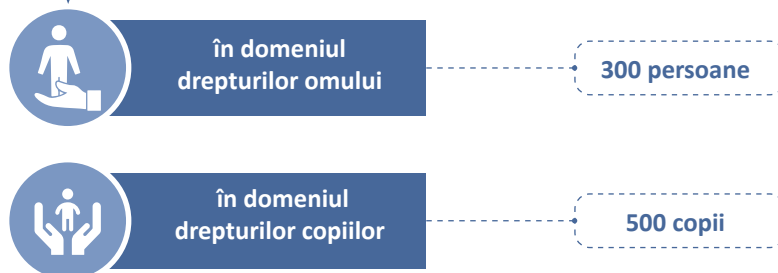 în domeniul
drepturilor omului
300 persoane
în domeniul
drepturilor copiilor
500 copii